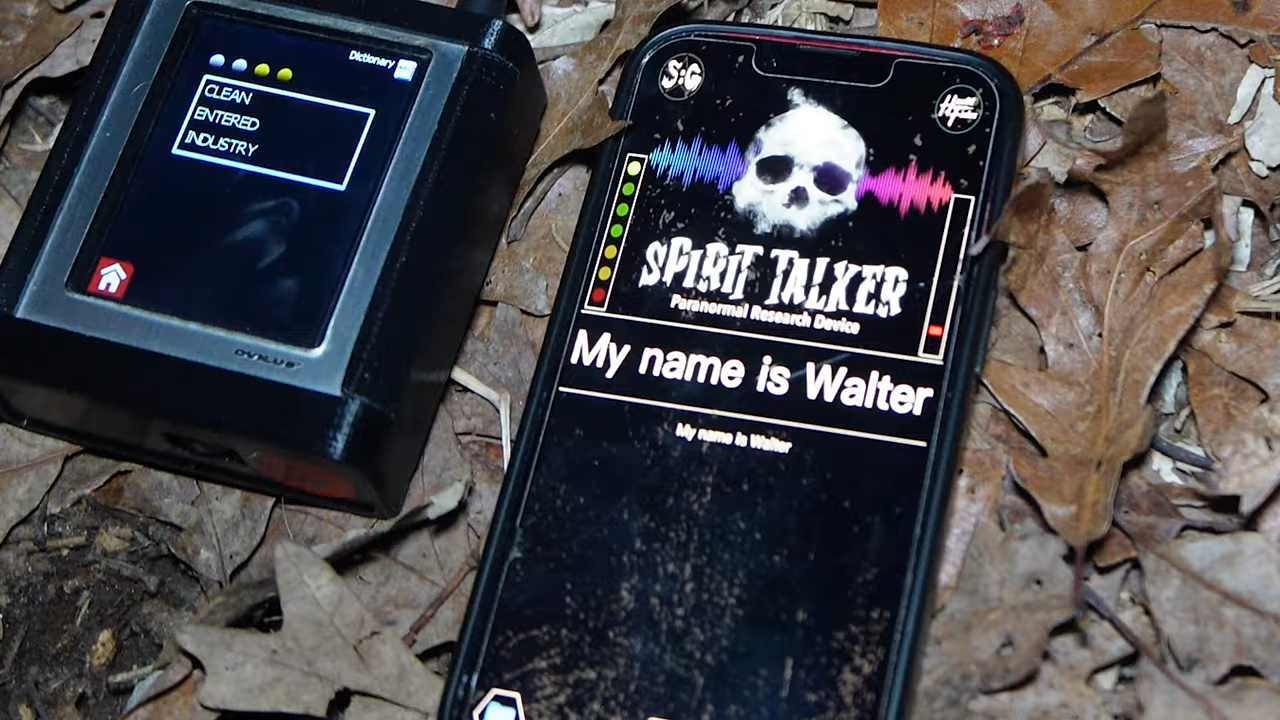 Dictionary
CLEAN
ENTERED
INDUSTRY
OVILUS
S:G
SPIRIT TALKER
Paranormal Research Device
My name is Walter
My name is Walter